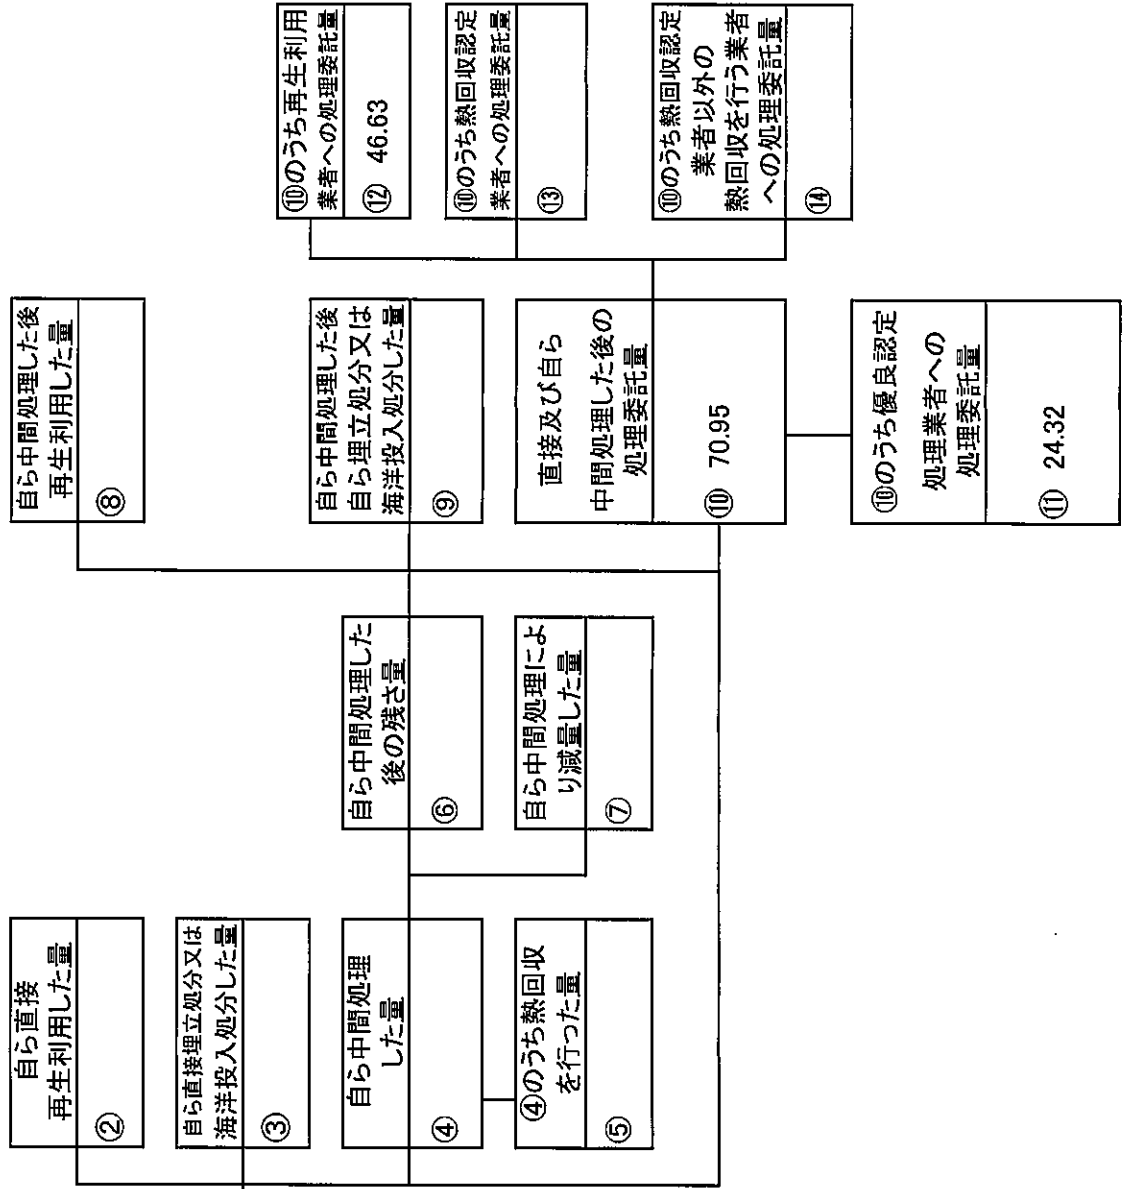 自ら直接
再生利用した量
②
自ら直接埋立処分又は
海洋投入処分した量
③
自ら中間処理
した量
④
④のうち熱回収
を行った量
⑤
自ら中間処理した
後の残さ量
⑥
自ら中間処理によ
り減量した量
⑦
自ら中間処理した後
再生利用した量
⑧
自ら中間処理した後
自ら埋立処分又は
海洋投入処分した量
⑨
直接及び自ら
中間処理した後の
処理委託量
⑩ 70.95
⑩のうち優良認定
処理業者への
処理委託量
⑪ 24.32
⑩のうち再生利用
業者への処理委託量
⑫ 46.63
⑩のうち熱回収認定
業者への処理委託量
⑬
⑩のうち熱回収認定
業者以外の
熱回収を行う業者
への処理委託量
⑭